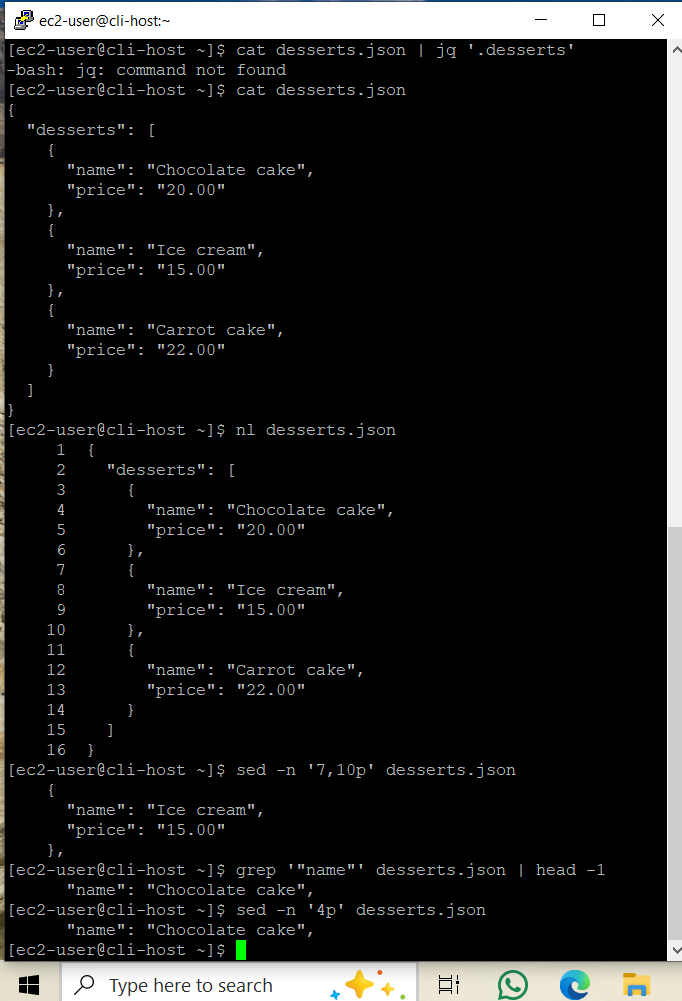 ec2-user@cli-host:~
[ec2-user@cli-host ~]$ cat desserts.json | jq '.desserts'
-bash: jq: command not found
[ec2-user@cli-host ~]$ cat desserts.json
{
  "desserts": [
    {
      "name": "Chocolate cake",
      "price": "20.00"
    },
    {
      "name": "Ice cream",
      "price": "15.00"
    },
    {
      "name": "Carrot cake",
      "price": "22.00"
    }
  ]
}
[ec2-user@cli-host ~]$ nl desserts.json
     1  {
     2    "desserts": [
     3      {
     4        "name": "Chocolate cake",
     5        "price": "20.00"
     6      },
     7      {
     8        "name": "Ice cream",
     9        "price": "15.00"
    10      },
    11      {
    12        "name": "Carrot cake",
    13        "price": "22.00"
    14      }
    15    ]
    16  }
[ec2-user@cli-host ~]$ sed -n '7,10p' desserts.json
    {
      "name": "Ice cream",
      "price": "15.00"
    },
[ec2-user@cli-host ~]$ grep '"name"' desserts.json | head -1
      "name": "Chocolate cake",
[ec2-user@cli-host ~]$ sed -n '4p' desserts.json
      "name": "Chocolate cake",
[ec2-user@cli-host ~]$
Type here to search